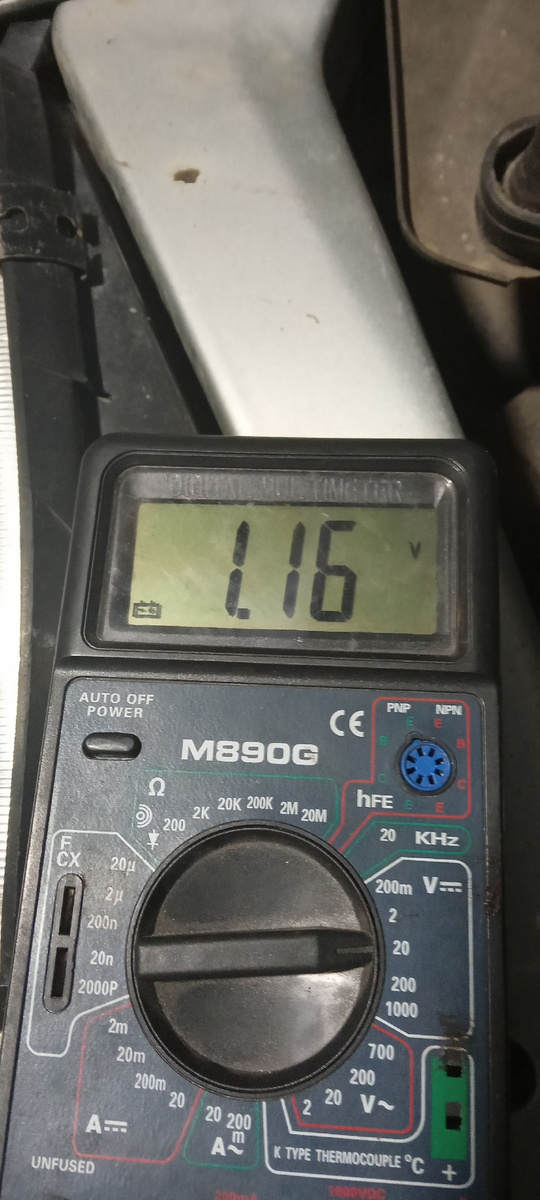 DIGITAL MULTIMETER
1.16 V
AUTO OFF
POWER
CE
PNP NPN
E E
B B
C C
E E
M890G
hFE
Ω
200 2K 20K 200K 2M 20M
20 KHz
F
CX
20µ
2µ
200n
20n
2000P
200m V
2
20
200
1000
2m
20m
200m
20
A
20 200m
A~
700
200
20
2
V~
K TYPE THERMOCOUPLE °C
+
UNFUSED
1000VDC